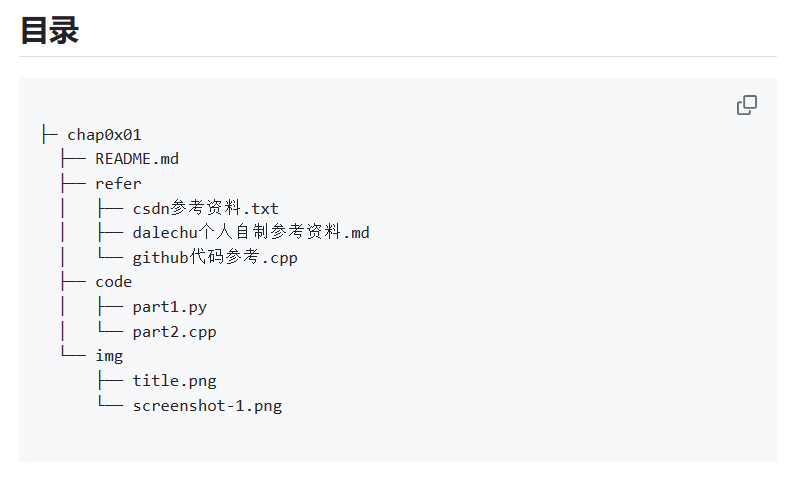 目录
├─ chap0x01
  ├── README.md
  ├── refer
  │   ├── csdn参考资料.txt
  │   ├── dalechu个人自制参考资料.md
  │   └── github代码参考.cpp
  ├── code
  │   ├── part1.py
  │   └── part2.cpp
  └── img
      ├── title.png
      └── screenshot-1.png